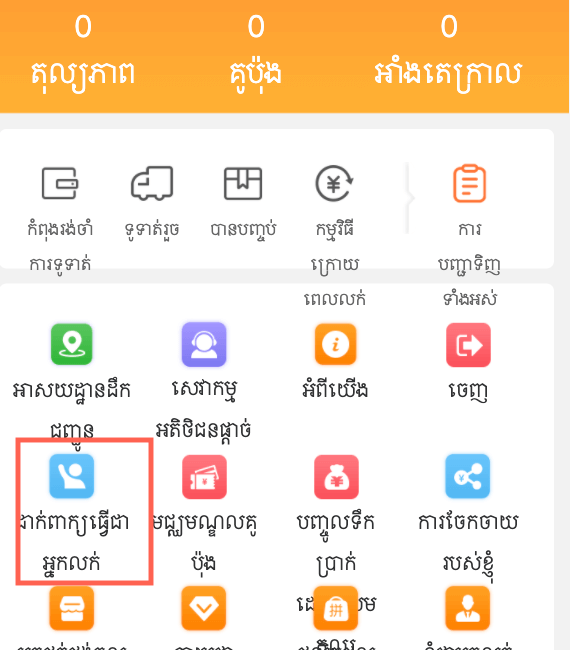 0 0 0
តុល្យភាព គូប៉ុង អាំងតេក្រាល
កំពុងរង់ចាំ ទូទាត់រួច បានបញ្ចប់ កម្មវិធី ការ
ការទូទាត់ ក្រោយ បញ្ជាទិញ
ពេលលក់ ទាំងអស់
អាសយដ្ឋានដឹក សេវាកម្ម អំពីយើង ចេញ
ជញ្ជូន អតិថិជនផ្តាច់
ដាក់ពាក្យធ្វើជា មជ្ឈមណ្ឌលគូ បញ្ចូលទឹក ការចែកចាយ
អ្នកលក់ ប៉ុង ប្រាក់ របស់ខ្ញុំ